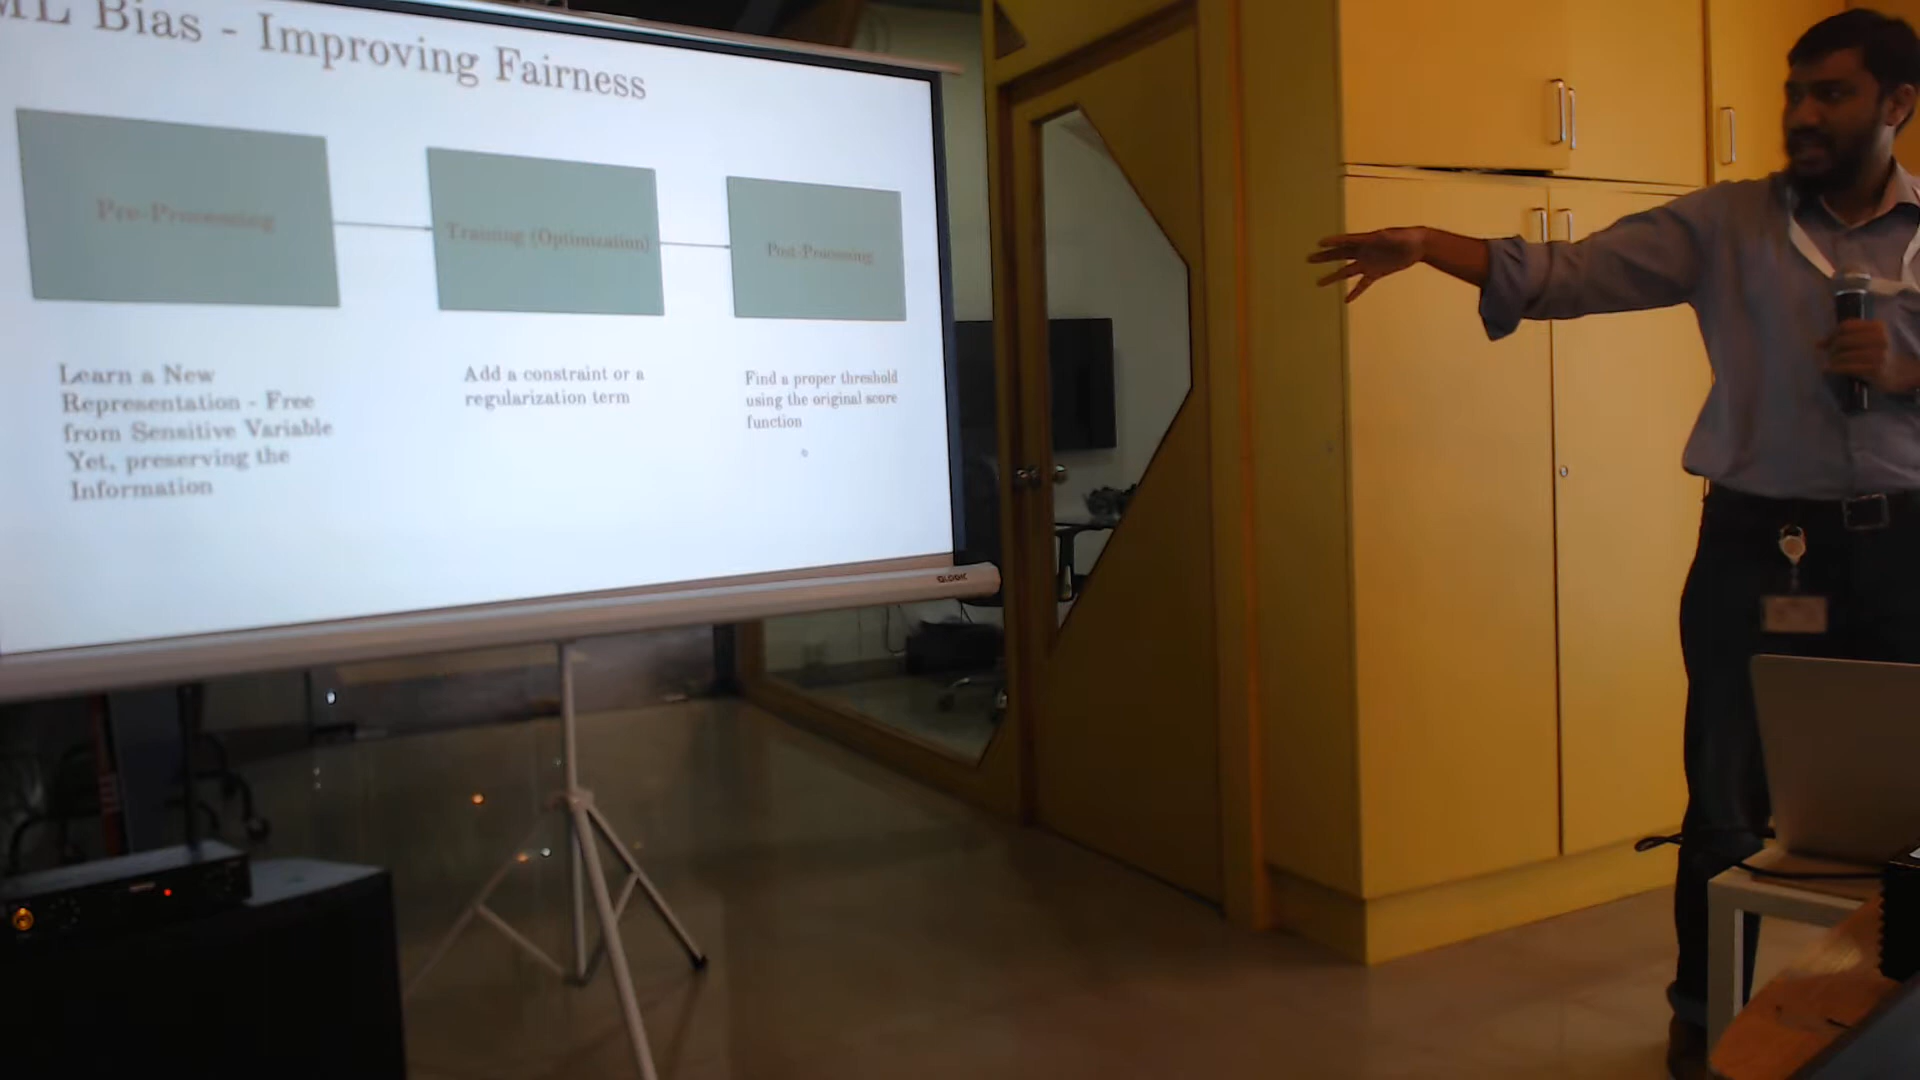 ML Bias - Improving Fairness
Pre-Processing
Training (Optimization)
Post-Processing
Learn a New
Representation - Free
from Sensitive Variable
Yet, preserving the
Information
Add a constraint or a
regularization term
Find a proper threshold
using the original score
function